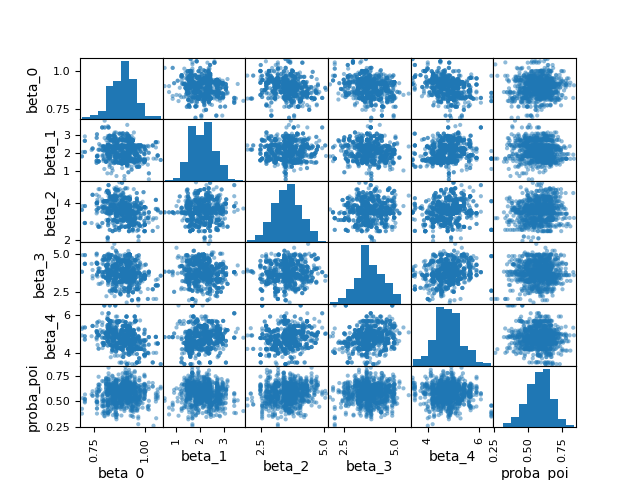 beta_0
1.0
0.75
beta_1
3
2
1
beta_2
4
2
beta_3
5.0
2.5
beta_4
6
4
proba_poi
0.75
0.50
0.25
0.75 1.00 1 2 3 2.5 5.0 2.5 5.0 4 6 0.25 0.50 0.75
beta_0 beta_1 beta_2 beta_3 beta_4 proba_poi